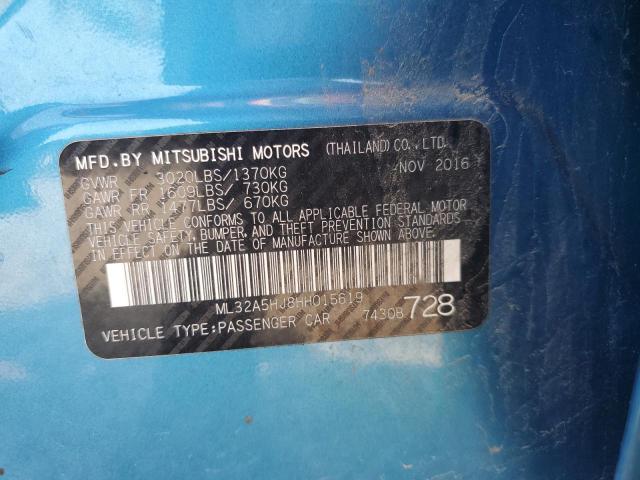 MFD.BY MITSUBISHI MOTORS (THAILAND) CO., LTD.
GVWR 3020LBS/1370KG NOV 2016
GAWR FR 1609LBS/ 730KG
GAWR RR 1477LBS/ 670KG
THIS VEHICLE CONFORMS TO ALL APPLICABLE FEDERAL MOTOR
VEHICLE SAFETY, BUMPER, AND THEFT PREVENTION STANDARDS
IN EFFECT ON THE DATE OF MANUFACTURE SHOWN ABOVE.
ML32A5HJ8HH015619
VEHICLE TYPE:PASSENGER CAR 7430B 728